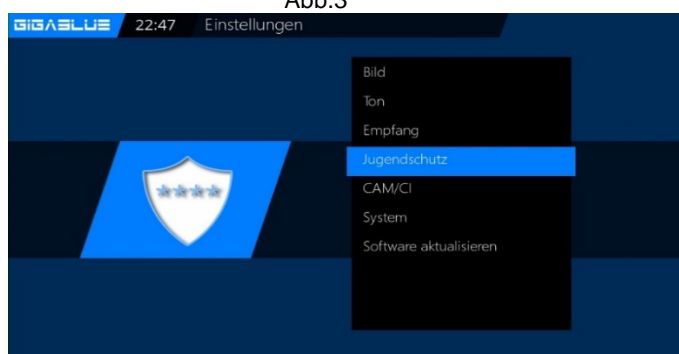 Abb.3
GIGABLUE 22:47 Einstellungen
Bild
Ton
Empfang
Jugendschutz
CAM/CI
System
Software aktualisieren